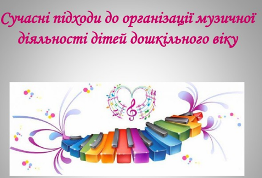 Сучасні підходи до організації музичної
діяльності дітей дошкільного віку